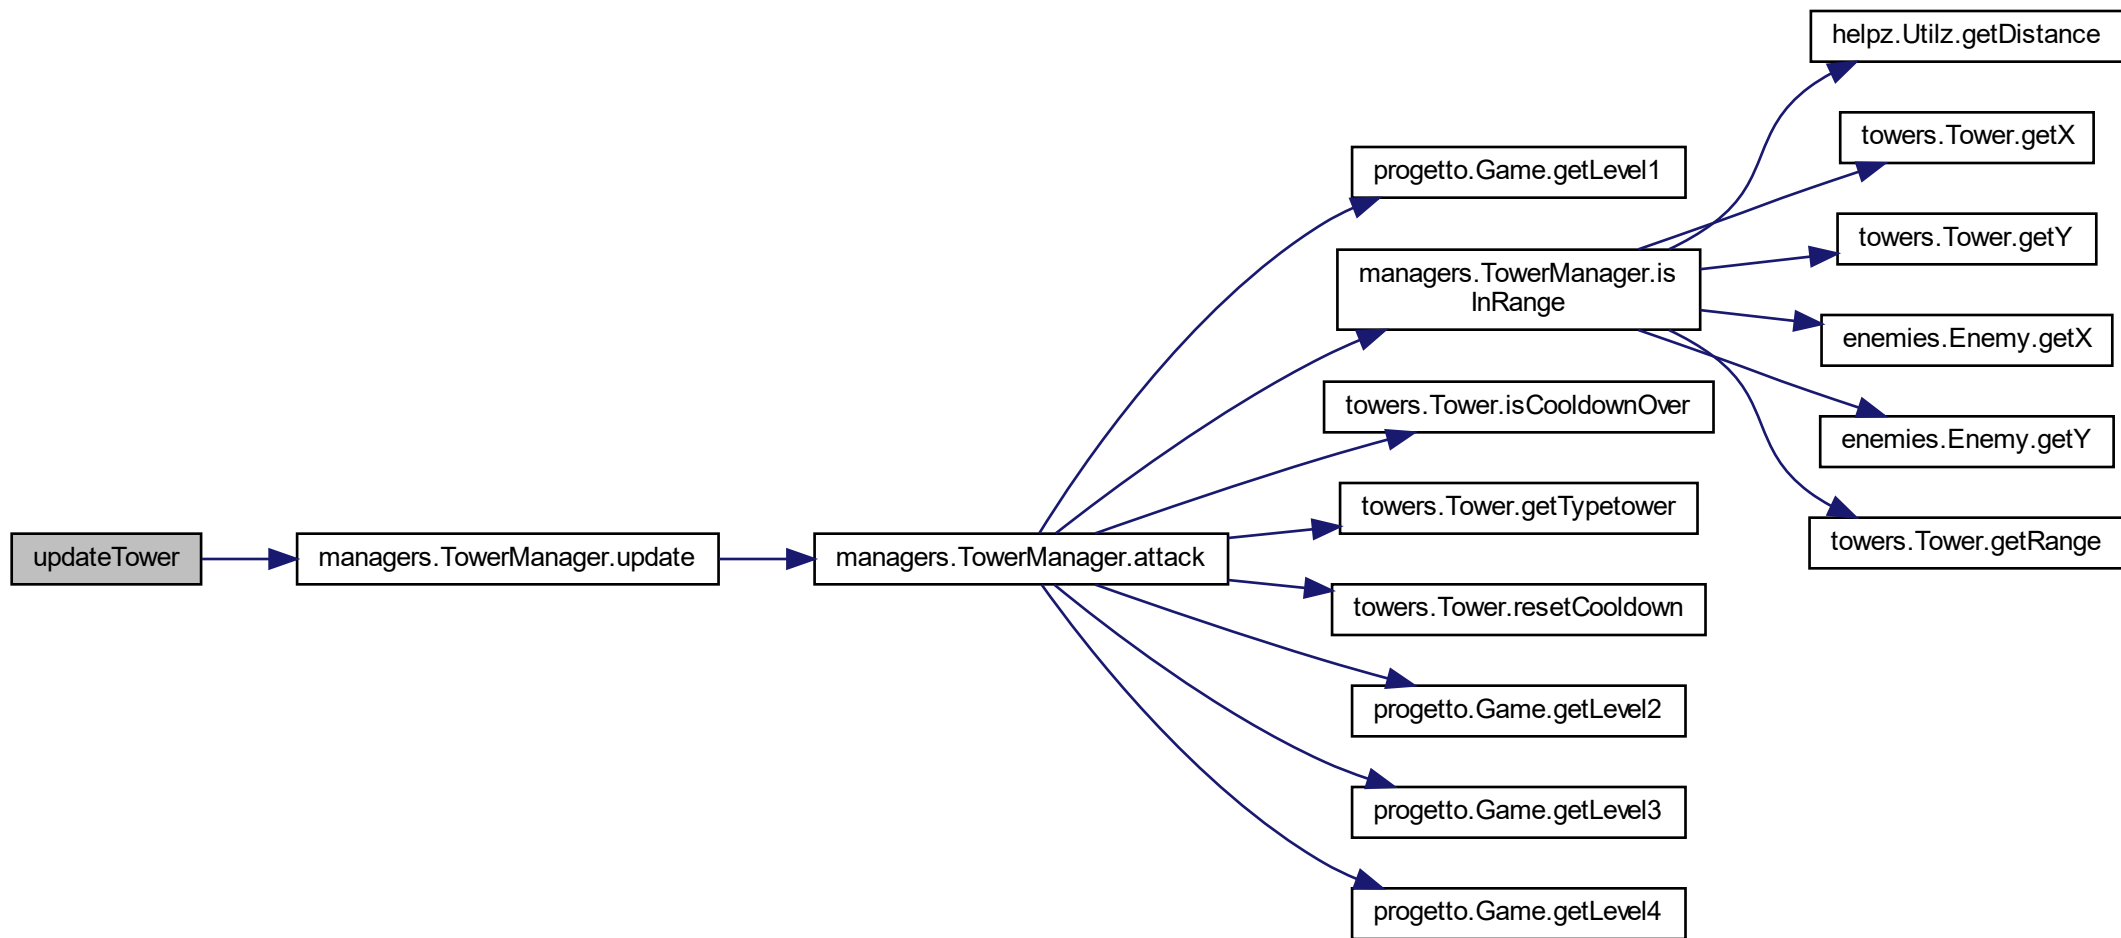 updateTower
managers.TowerManager.update
managers.TowerManager.attack
progetto.Game.getLevel1
managers.TowerManager.is
InRange
towers.Tower.isCooldownOver
towers.Tower.getTypetower
towers.Tower.resetCooldown
progetto.Game.getLevel2
progetto.Game.getLevel3
progetto.Game.getLevel4
helpz.Utilz.getDistance
towers.Tower.getX
towers.Tower.getY
enemies.Enemy.getX
enemies.Enemy.getY
towers.Tower.getRange